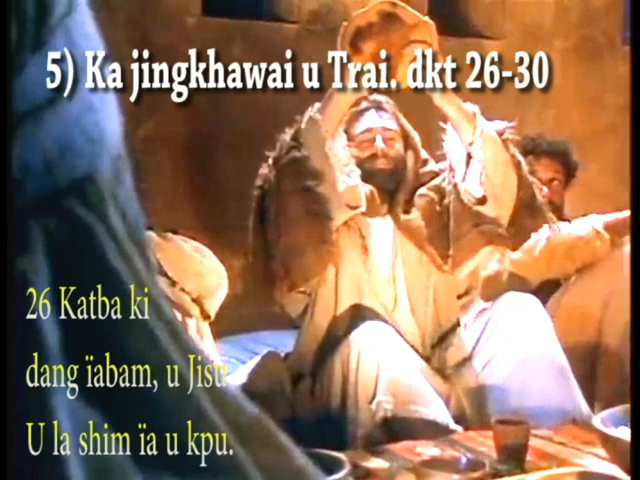 5) Ka jingkhawai u Trai. dkt 26-30
26 Katba ki
dang ïabam, u Jisu
U la shim ïa u kpu.